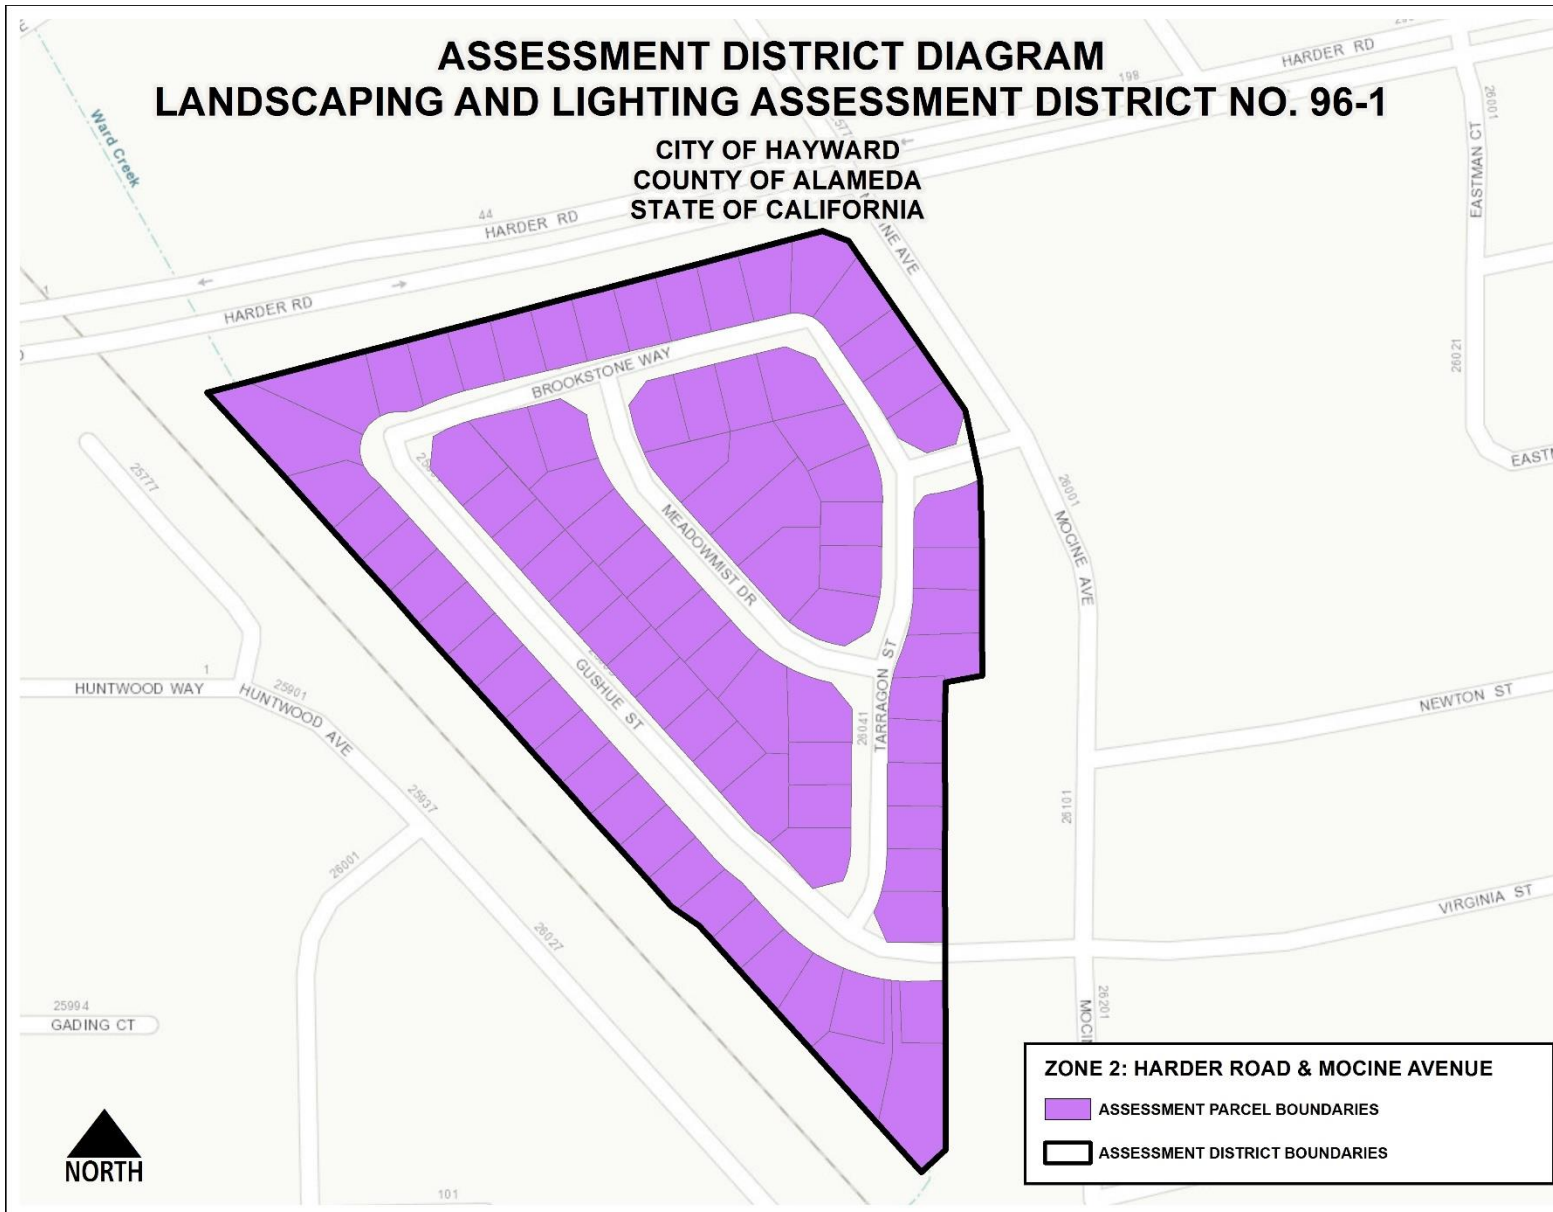 ASSESSMENT DISTRICT DIAGRAM
LANDSCAPING AND LIGHTING ASSESSMENT DISTRICT NO. 96-1
CITY OF HAYWARD
COUNTY OF ALAMEDA
STATE OF CALIFORNIA
HARDER RD
198
26001
EASTMAN CT
26021
Ward Creek
44
HARDER RD
1
HARDER RD
BROOKSTONE WAY
25777
26001
MOCINE AVE
MEADOWMIST DR
GUSHUE ST
TARRAGON ST
26041
1
HUNTWOOD WAY
25901
HUNTWOOD AVE
25937
26001
26027
NEWTON ST
26101
VIRGINIA ST
26201
25994
GADING CT
101
NORTH
ZONE 2: HARDER ROAD & MOCINE AVENUE
ASSESSMENT PARCEL BOUNDARIES
ASSESSMENT DISTRICT BOUNDARIES